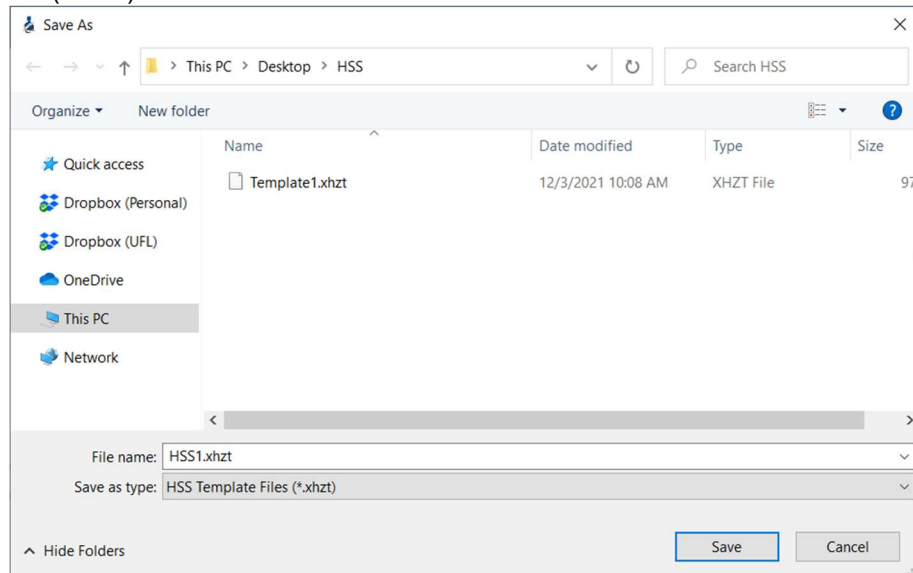 Save As
This PC > Desktop > HSS
Search HSS
Organize
New folder
Name Date modified Type Size
Template1.xhzt 12/3/2021 10:08 AM XHZT File 97
Quick access
Dropbox (Personal)
Dropbox (UFL)
OneDrive
This PC
Network
File name: HSS1.xhzt
Save as type: HSS Template Files (*.xhzt)
Hide Folders
Save
Cancel